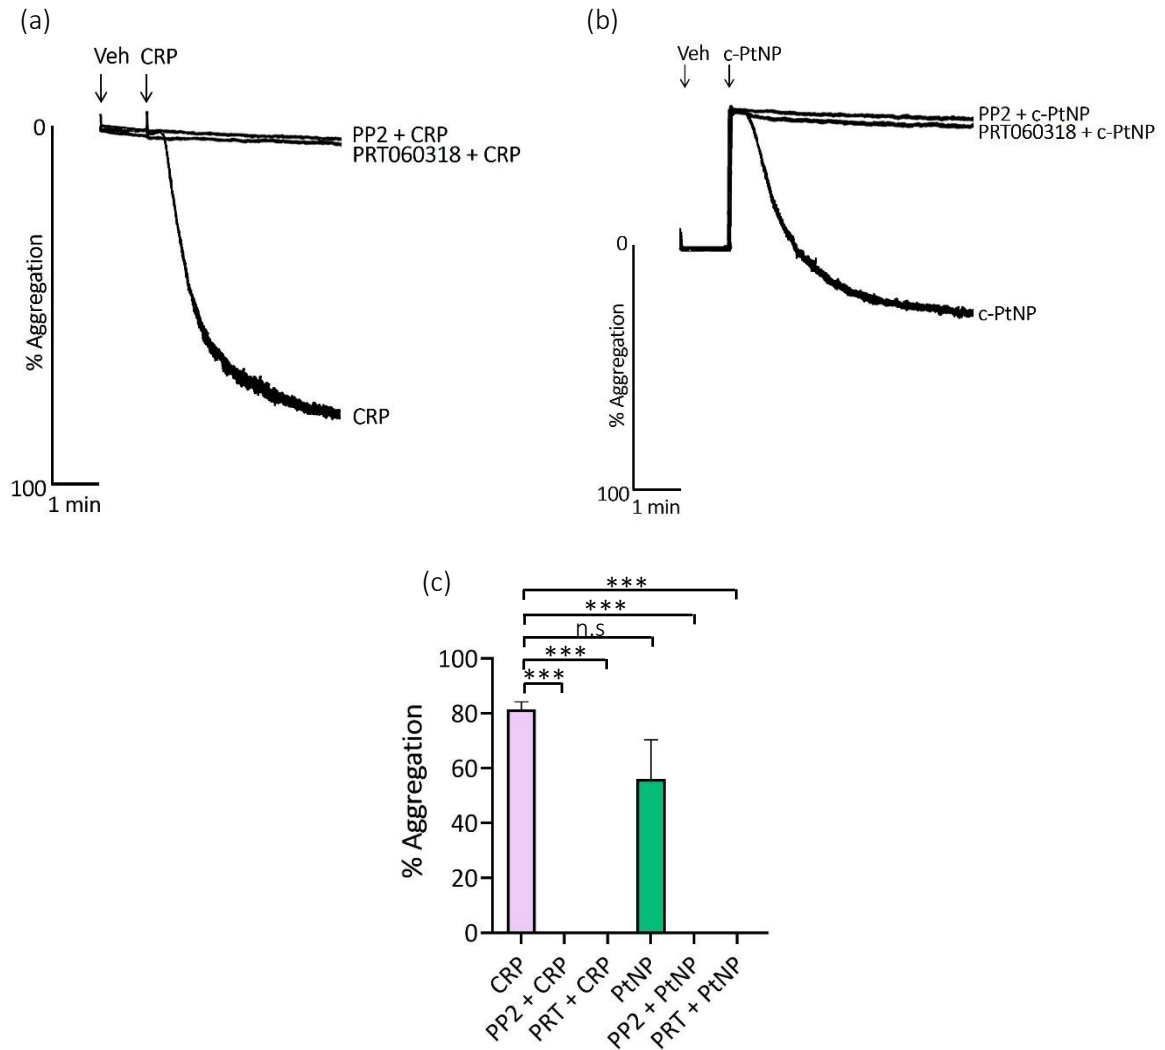 (a)
Veh CRP
0
PP2 + CRP
PRT060318 + CRP
% Aggregation
CRP
100
1 min
(b)
Veh c-PtNP
PP2 + c-PtNP
PRT060318 + c-PtNP
0
% Aggregation
c-PtNP
100
1 min
(c)
***
***
n.s
***
***
100
80
60
40
20
0
% Aggregation
CRP
PP2 + CRP
PRT + CRP
PtNP
PP2 + PtNP
PRT + PtNP